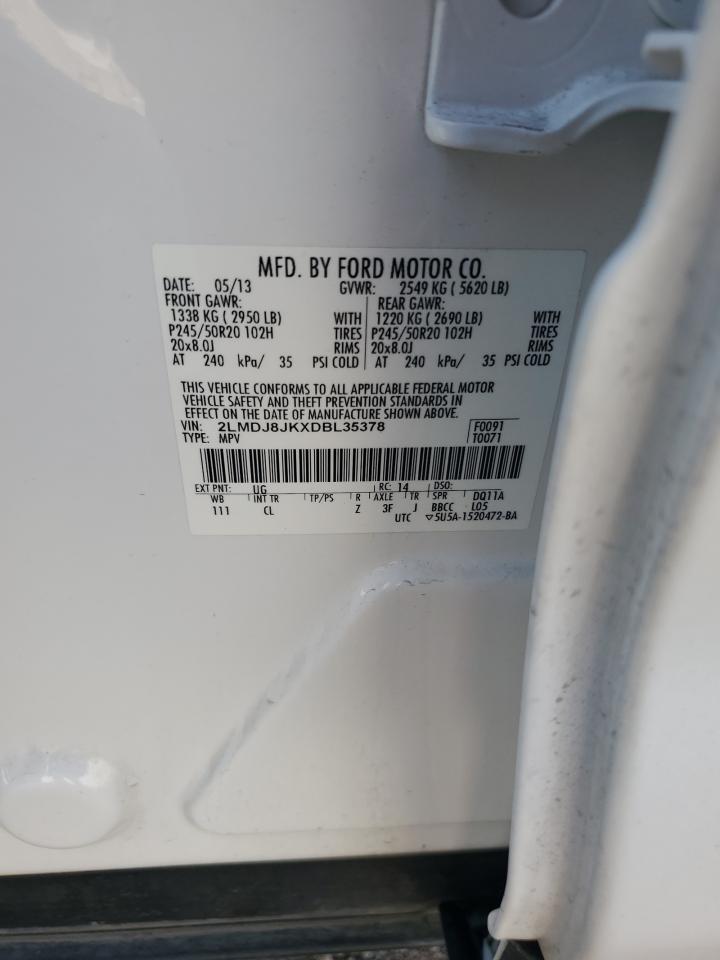 MFD. BY FORD MOTOR CO.
DATE: 05/13 GVWR: 2549 KG ( 5620 LB)
FRONT GAWR: REAR GAWR:
1338 KG ( 2950 LB) WITH 1220 KG ( 2690 LB) WITH
P245/50R20 102H TIRES P245/50R20 102H TIRES
20x8.0J RIMS 20x8.0J RIMS
AT 240 kPa/ 35 PSI COLD AT 240 kPa/ 35 PSI COLD
THIS VEHICLE CONFORMS TO ALL APPLICABLE FEDERAL MOTOR
VEHICLE SAFETY AND THEFT PREVENTION STANDARDS IN
EFFECT ON THE DATE OF MANUFACTURE SHOWN ABOVE.
VIN: 2LMDJ8JKXDBL35378 F0091
TYPE: MPV T0071
EXT PNT: UG RC: 14 DSO:
WB INT TR TP/PS R AXLE TR SPR DQ11A
111 CL Z 3F J BBCC L05
UTC ▽5U5A-1520472-BA